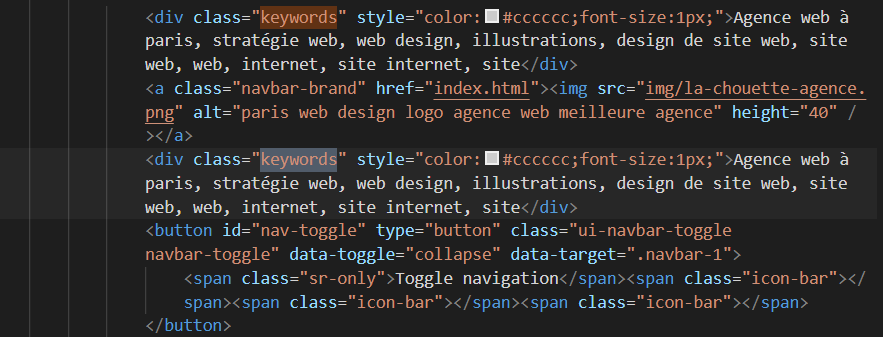 <div class="keywords" style="color:#cccccc;font-size:1px;">Agence web à
paris, stratégie web, web design, illustrations, design de site web, site
web, web, internet, site internet, site</div>
<a class="navbar-brand" href="index.html"><img src="img/la-chouette-agence.
png" alt="paris web design logo agence web meilleure agence" height="40" /
></a>
<div class="keywords" style="color:#cccccc;font-size:1px;">Agence web à
paris, stratégie web, web design, illustrations, design de site web, site
web, web, internet, site internet, site</div>
<button id="nav-toggle" type="button" class="ui-navbar-toggle
navbar-toggle" data-toggle="collapse" data-target=".navbar-1">
<span class="sr-only">Toggle navigation</span><span class="icon-bar"></
span><span class="icon-bar"></span><span class="icon-bar"></span>
</button>